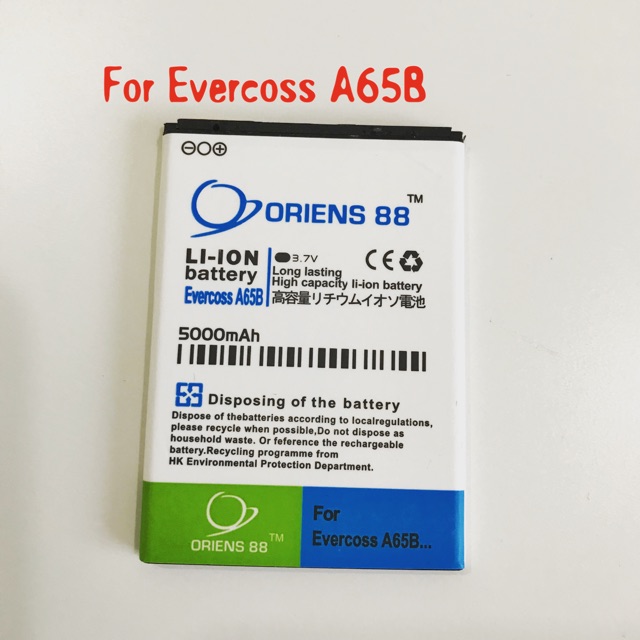 For Evercoss A65B
ORIENS 88™
LI-ION
battery
Evercoss A65B
3.7V
Long lasting
High capacity li-ion battery
高容量リチウムイオソ電池
5000mAh
Disposing of the battery
Dispose of thebatteries according to localregulations,
please recycle when possible,Do not dispose as
household waste. Or reference the rechargeable
battery.Recycling programme from
HK Environmental Protection Department.
ORIENS 88™
For
Evercoss A65B...